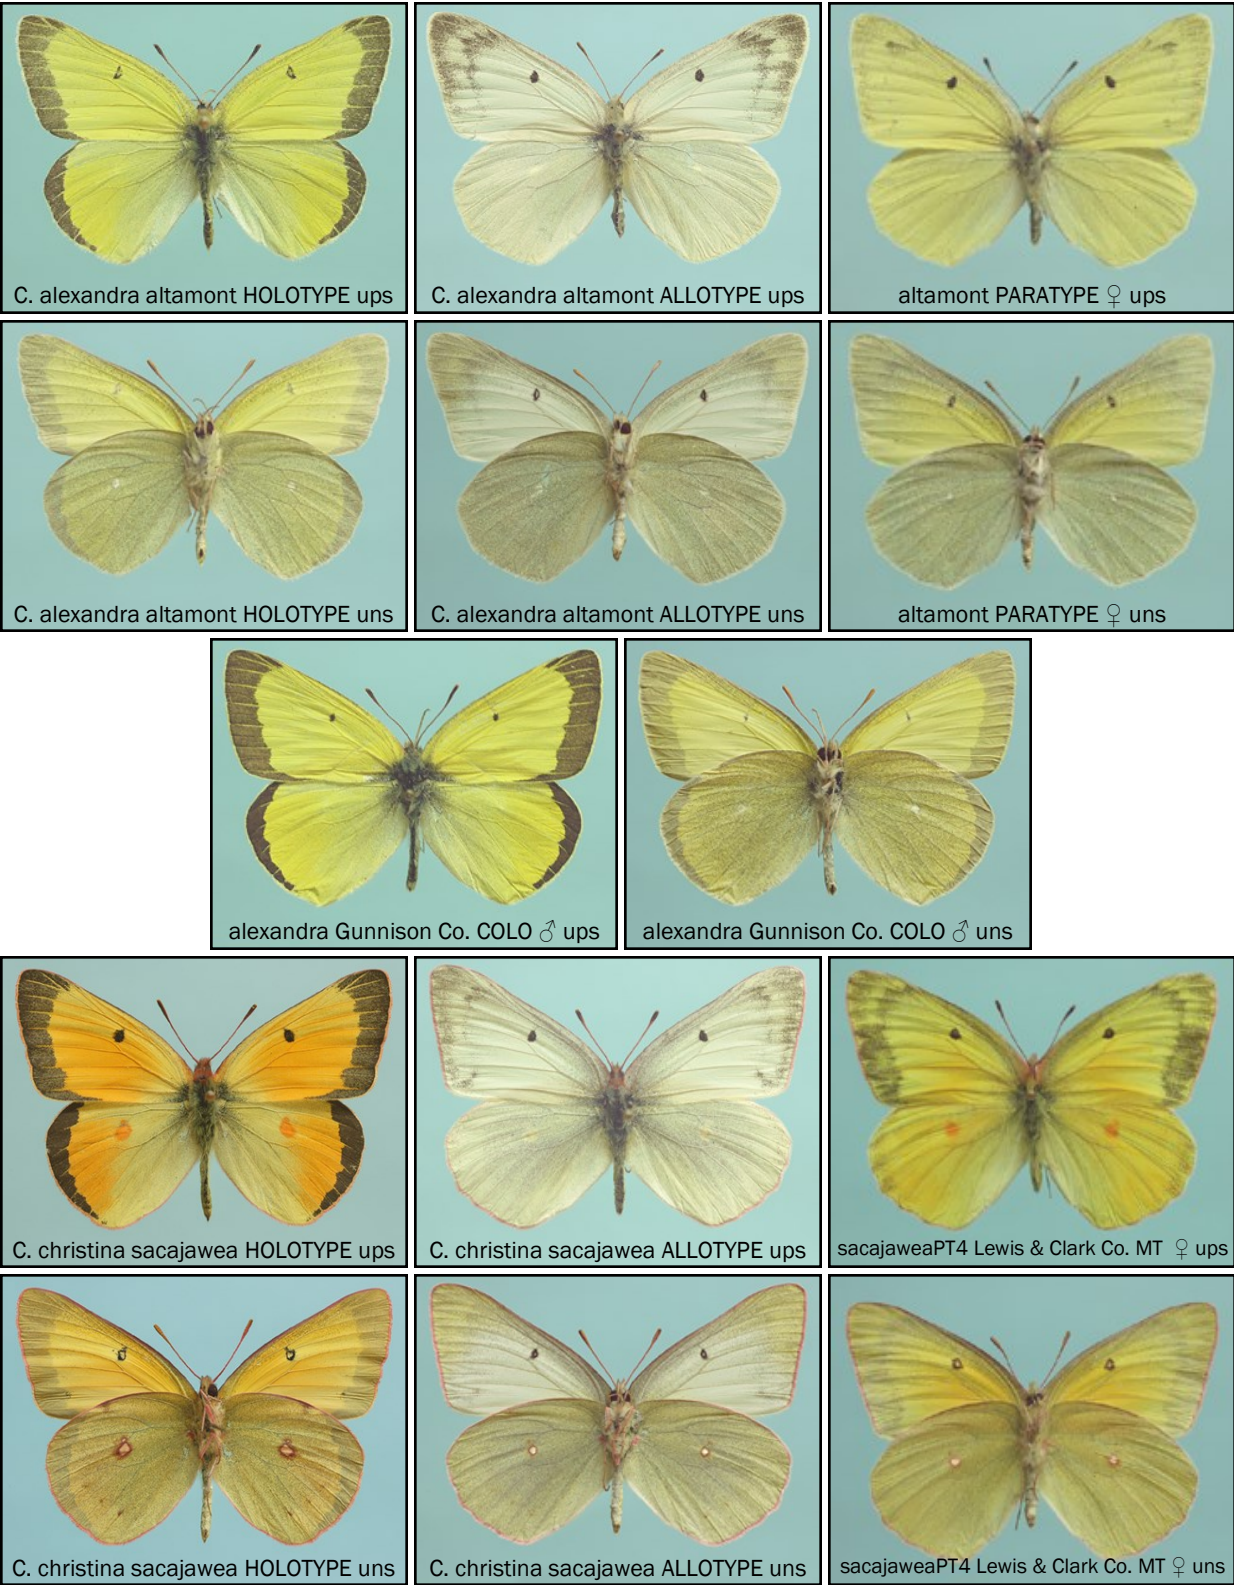 C. alexandra altamont HOLOTYPE ups
C. alexandra altamont ALLOTYPE ups
altamont PARATYPE ♀ ups
C. alexandra altamont HOLOTYPE uns
C. alexandra altamont ALLOTYPE uns
altamont PARATYPE ♀ uns
alexandra Gunnison Co. COLO ♂ ups
alexandra Gunnison Co. COLO ♂ uns
C. christina sacajawea HOLOTYPE ups
C. christina sacajawea ALLOTYPE ups
sacajaweaPT4 Lewis & Clark Co. MT ♀ ups
C. christina sacajawea HOLOTYPE uns
C. christina sacajawea ALLOTYPE uns
sacajaweaPT4 Lewis & Clark Co. MT ♀ uns